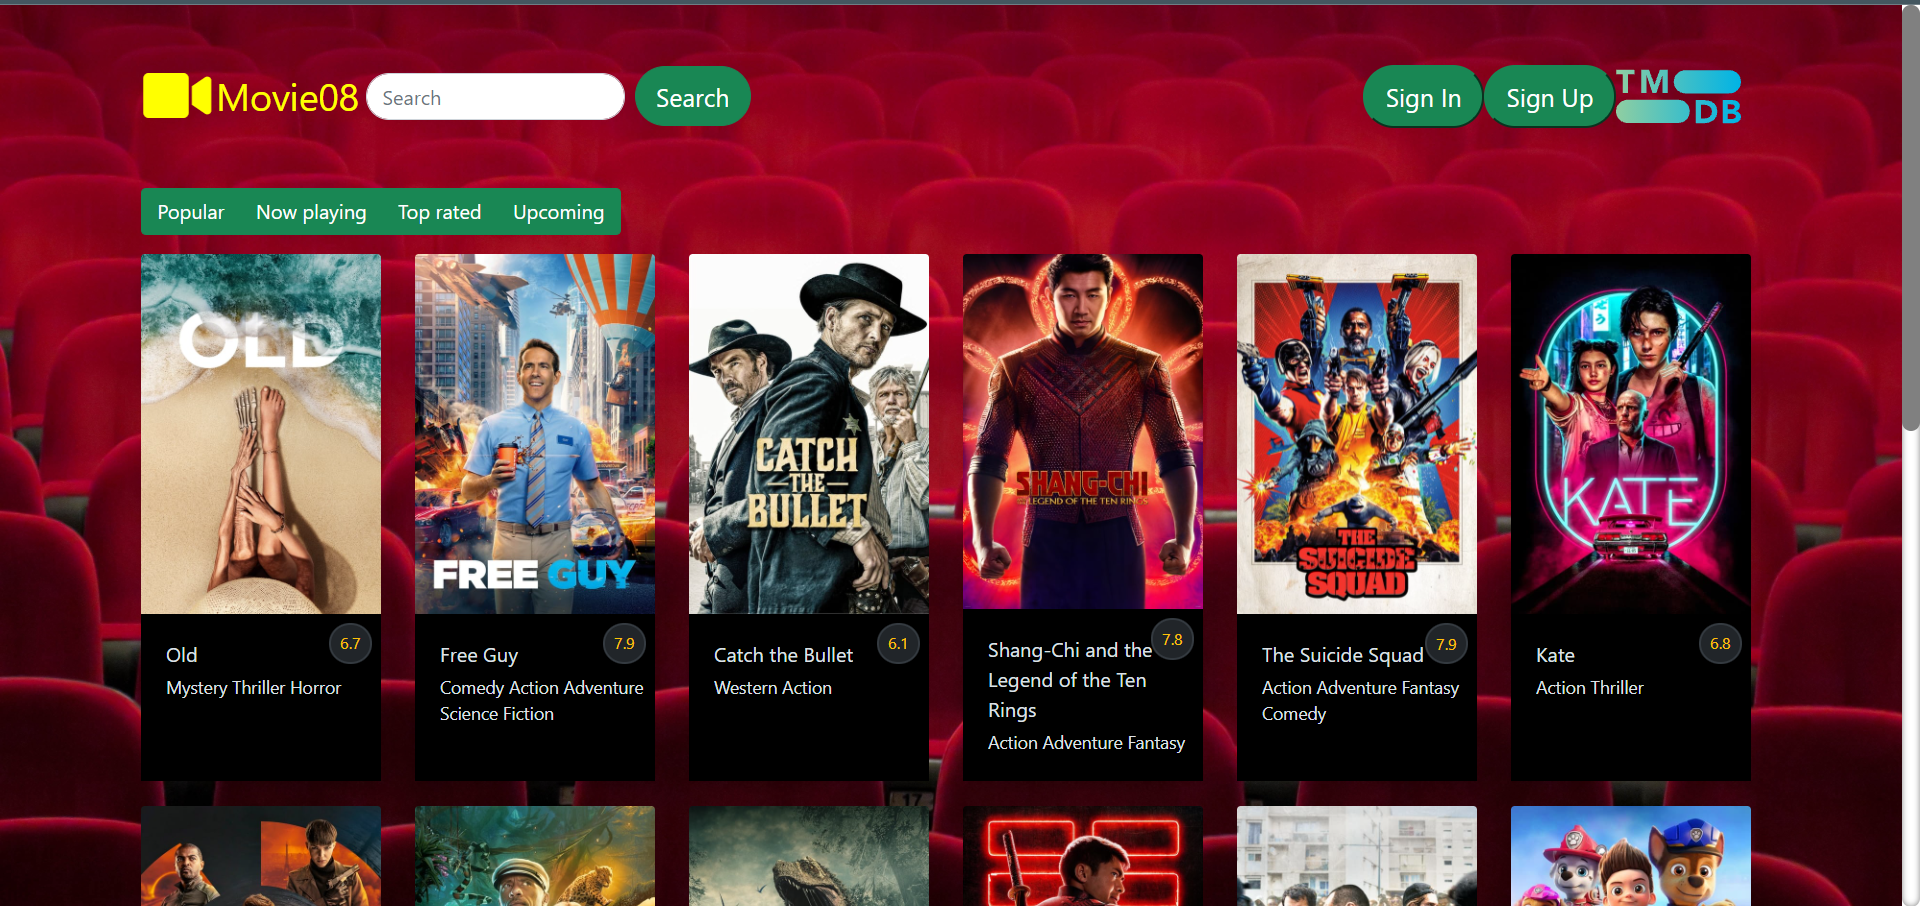 Movie08
Search
Search
Sign In
Sign Up
TM
DB
Popular
Now playing
Top rated
Upcoming
OLD
FREE GUY
CATCH
THE
BULLET
SHANG-CHI
LEGEND OF THE TEN RINGS
THE
SUICIDE
SQUAD
KATE
6.7
Old
Mystery Thriller Horror
7.9
Free Guy
Comedy Action Adventure
Science Fiction
6.1
Catch the Bullet
Western Action
7.8
Shang-Chi and the
Legend of the Ten
Rings
Action Adventure Fantasy
7.9
The Suicide Squad
Action Adventure Fantasy
Comedy
6.8
Kate
Action Thriller
17